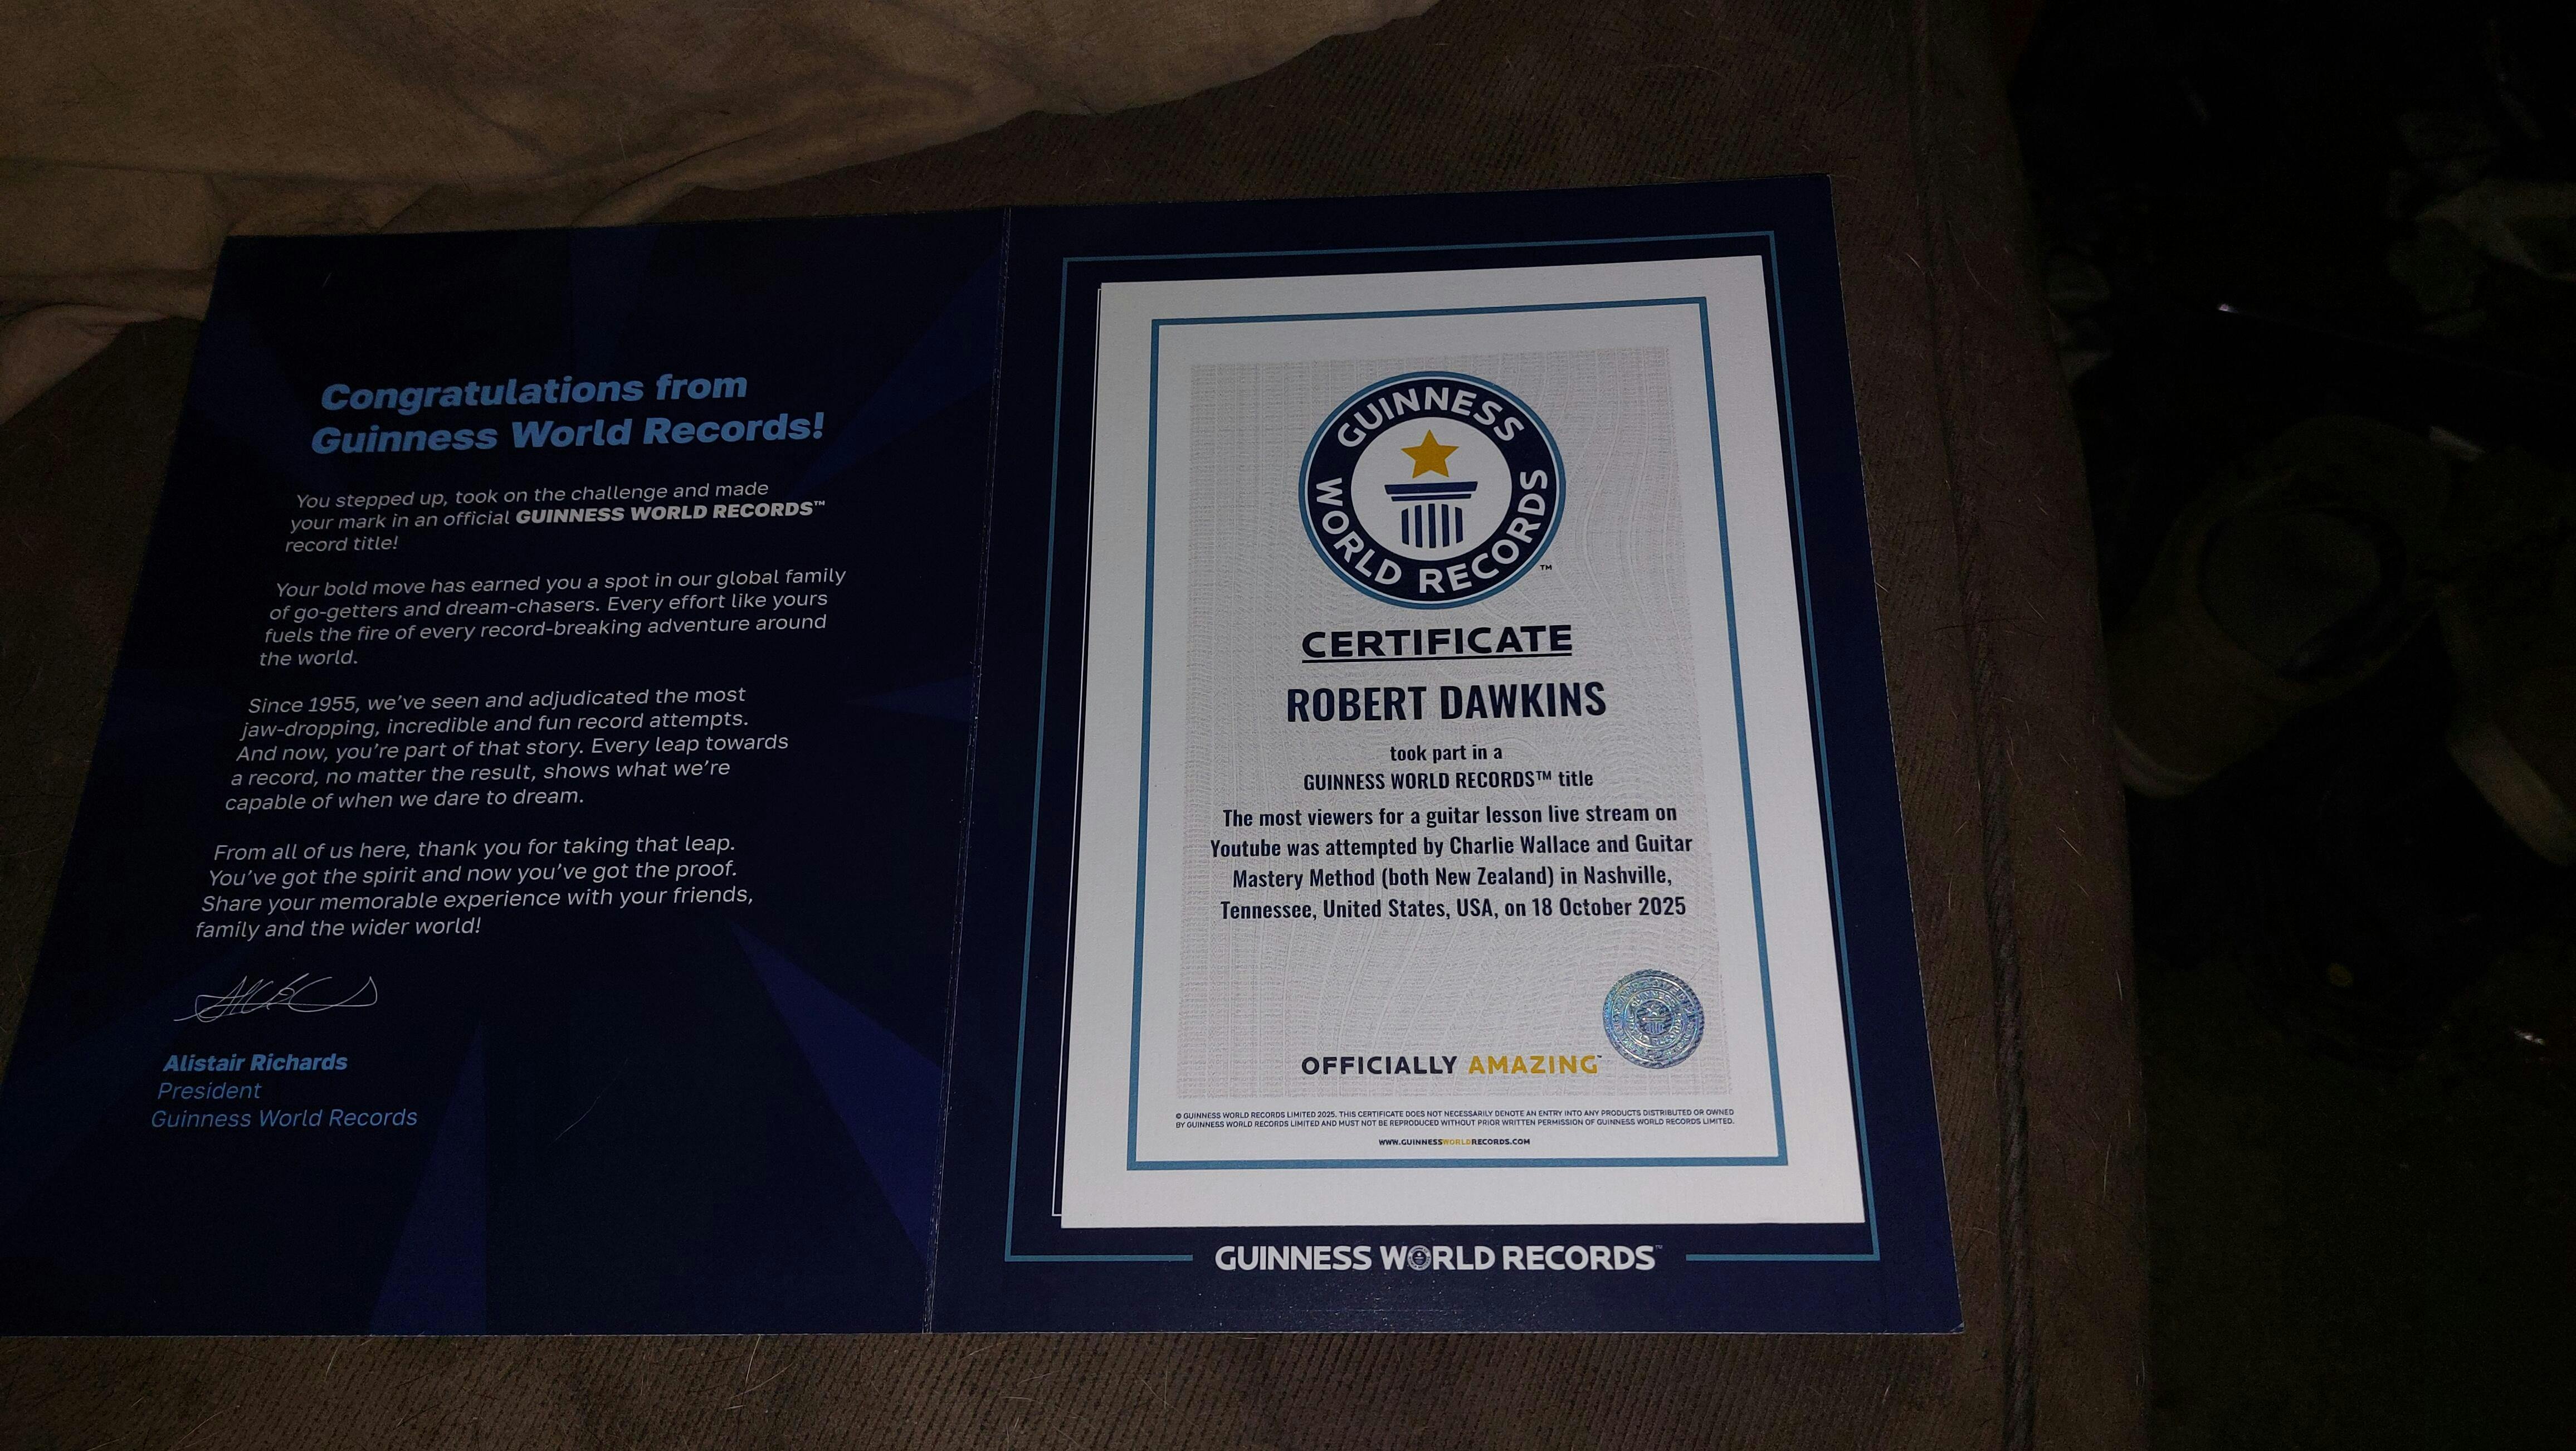 Congratulations from
Guinness World Records!
You stepped up, took on the challenge and made
your mark in an official GUINNESS WORLD RECORDS™
record title!
Your bold move has earned you a spot in our global family
of go-getters and dream-chasers. Every effort like yours
fuels the fire of every record-breaking adventure around
the world.
Since 1955, we've seen and adjudicated the most
jaw-dropping, incredible and fun record attempts.
And now, you're part of that story. Every leap towards
a record, no matter the result, shows what we're
capable of when we dare to dream.
From all of us here, thank you for taking that leap.
You've got the spirit and now you've got the proof.
Share your memorable experience with your friends,
family and the wider world!
Alistair Richards
President
Guinness World Records
GUINNESS
WORLD RECORDS™
CERTIFICATE
ROBERT DAWKINS
took part in a
GUINNESS WORLD RECORDS™ title
The most viewers for a guitar lesson live stream on
Youtube was attempted by Charlie Wallace and Guitar
Mastery Method (both New Zealand) in Nashville,
Tennessee, United States, USA, on 18 October 2025
OFFICIALLY AMAZING™
© GUINNESS WORLD RECORDS LIMITED 2025. THIS CERTIFICATE DOES NOT NECESSARILY DENOTE AN ENTRY INTO ANY PRODUCTS DISTRIBUTED OR OWNED
BY GUINNESS WORLD RECORDS LIMITED AND MUST NOT BE REPRODUCED WITHOUT PRIOR WRITTEN PERMISSION OF GUINNESS WORLD RECORDS LIMITED.
WWW.GUINNESSWORLDRECORDS.COM
GUINNESS WORLD RECORDS™